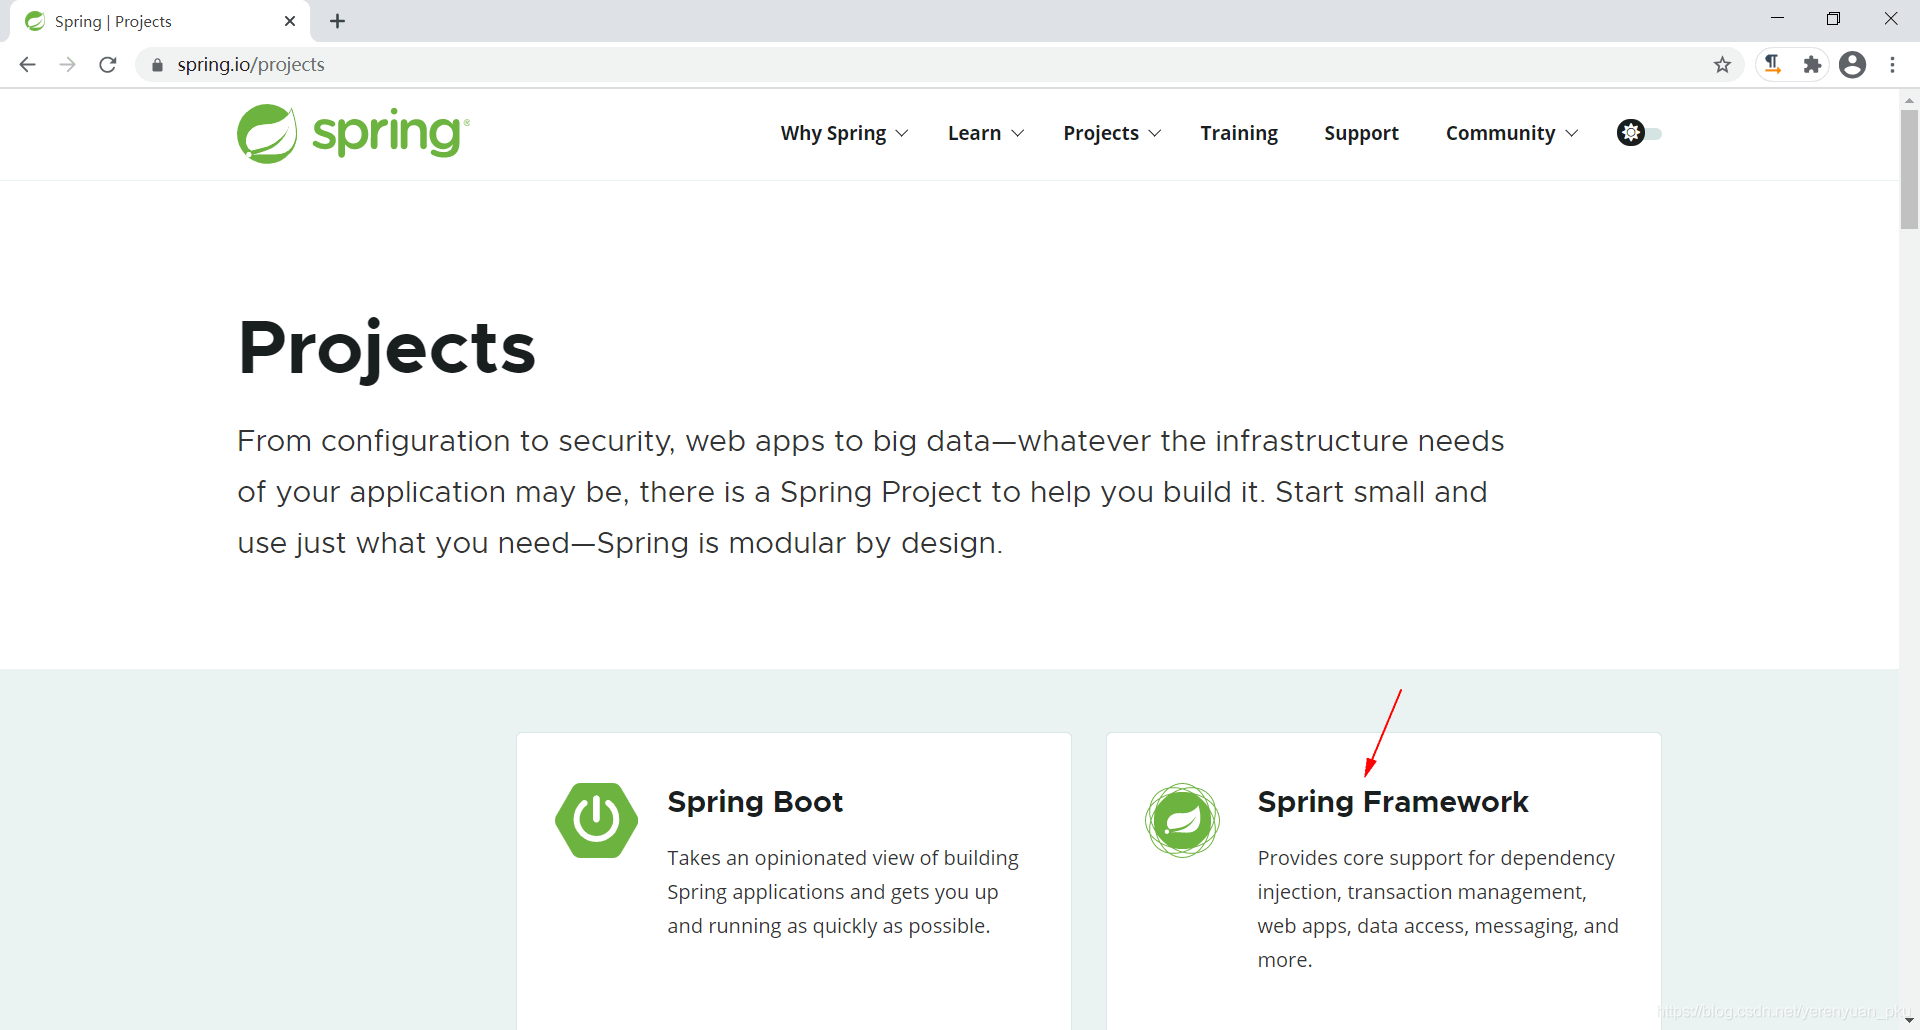 Spring | Projects
spring.io/projects
spring®
Why Spring Learn Projects Training Support Community
Projects
From configuration to security, web apps to big data—whatever the infrastructure needs
of your application may be, there is a Spring Project to help you build it. Start small and
use just what you need—Spring is modular by design.
Spring Boot
Takes an opinionated view of building
Spring applications and gets you up
and running as quickly as possible.
Spring Framework
Provides core support for dependency
injection, transaction management,
web apps, data access, messaging, and
more.
https://blog.csdn.net/yerenyuan_pku